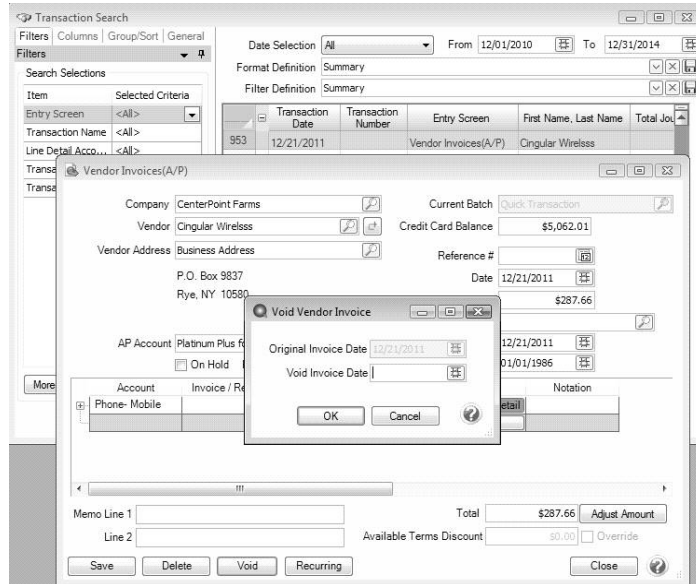 Transaction Search
Filters Columns Group/Sort General
Filters
Search Selections
Item Selected Criteria
Entry Screen <All>
Transaction Name <All>
Line Detail Acco... <All>
Transa
Transa
More
Date Selection All From 12/01/2010 To 12/31/2014
Format Definition Summary
Filter Definition Summary
Transaction Date Transaction Number Entry Screen First Name, Last Name Total Jou
953 12/21/2011 Vendor Invoices(A/P) Cingular Wirelsss
Vendor Invoices(A/P)
Company CenterPoint Farms Current Batch Quick Transaction
Vendor Cingular Wirelsss Credit Card Balance $5,062.01
Vendor Address Business Address Reference #
P.O. Box 9837 Date 12/21/2011
Rye, NY 10580 $287.66
AP Account Platinum Plus fo 12/21/2011
On Hold 01/01/1986
Void Vendor Invoice
Original Invoice Date 12/21/2011
Void Invoice Date
OK Cancel
Account Invoice / Re Notation
Phone- Mobile etail
Memo Line 1 Total $287.66 Adjust Amount
Line 2 Available Terms Discount $0.00 Override
Save Delete Void Recurring Close